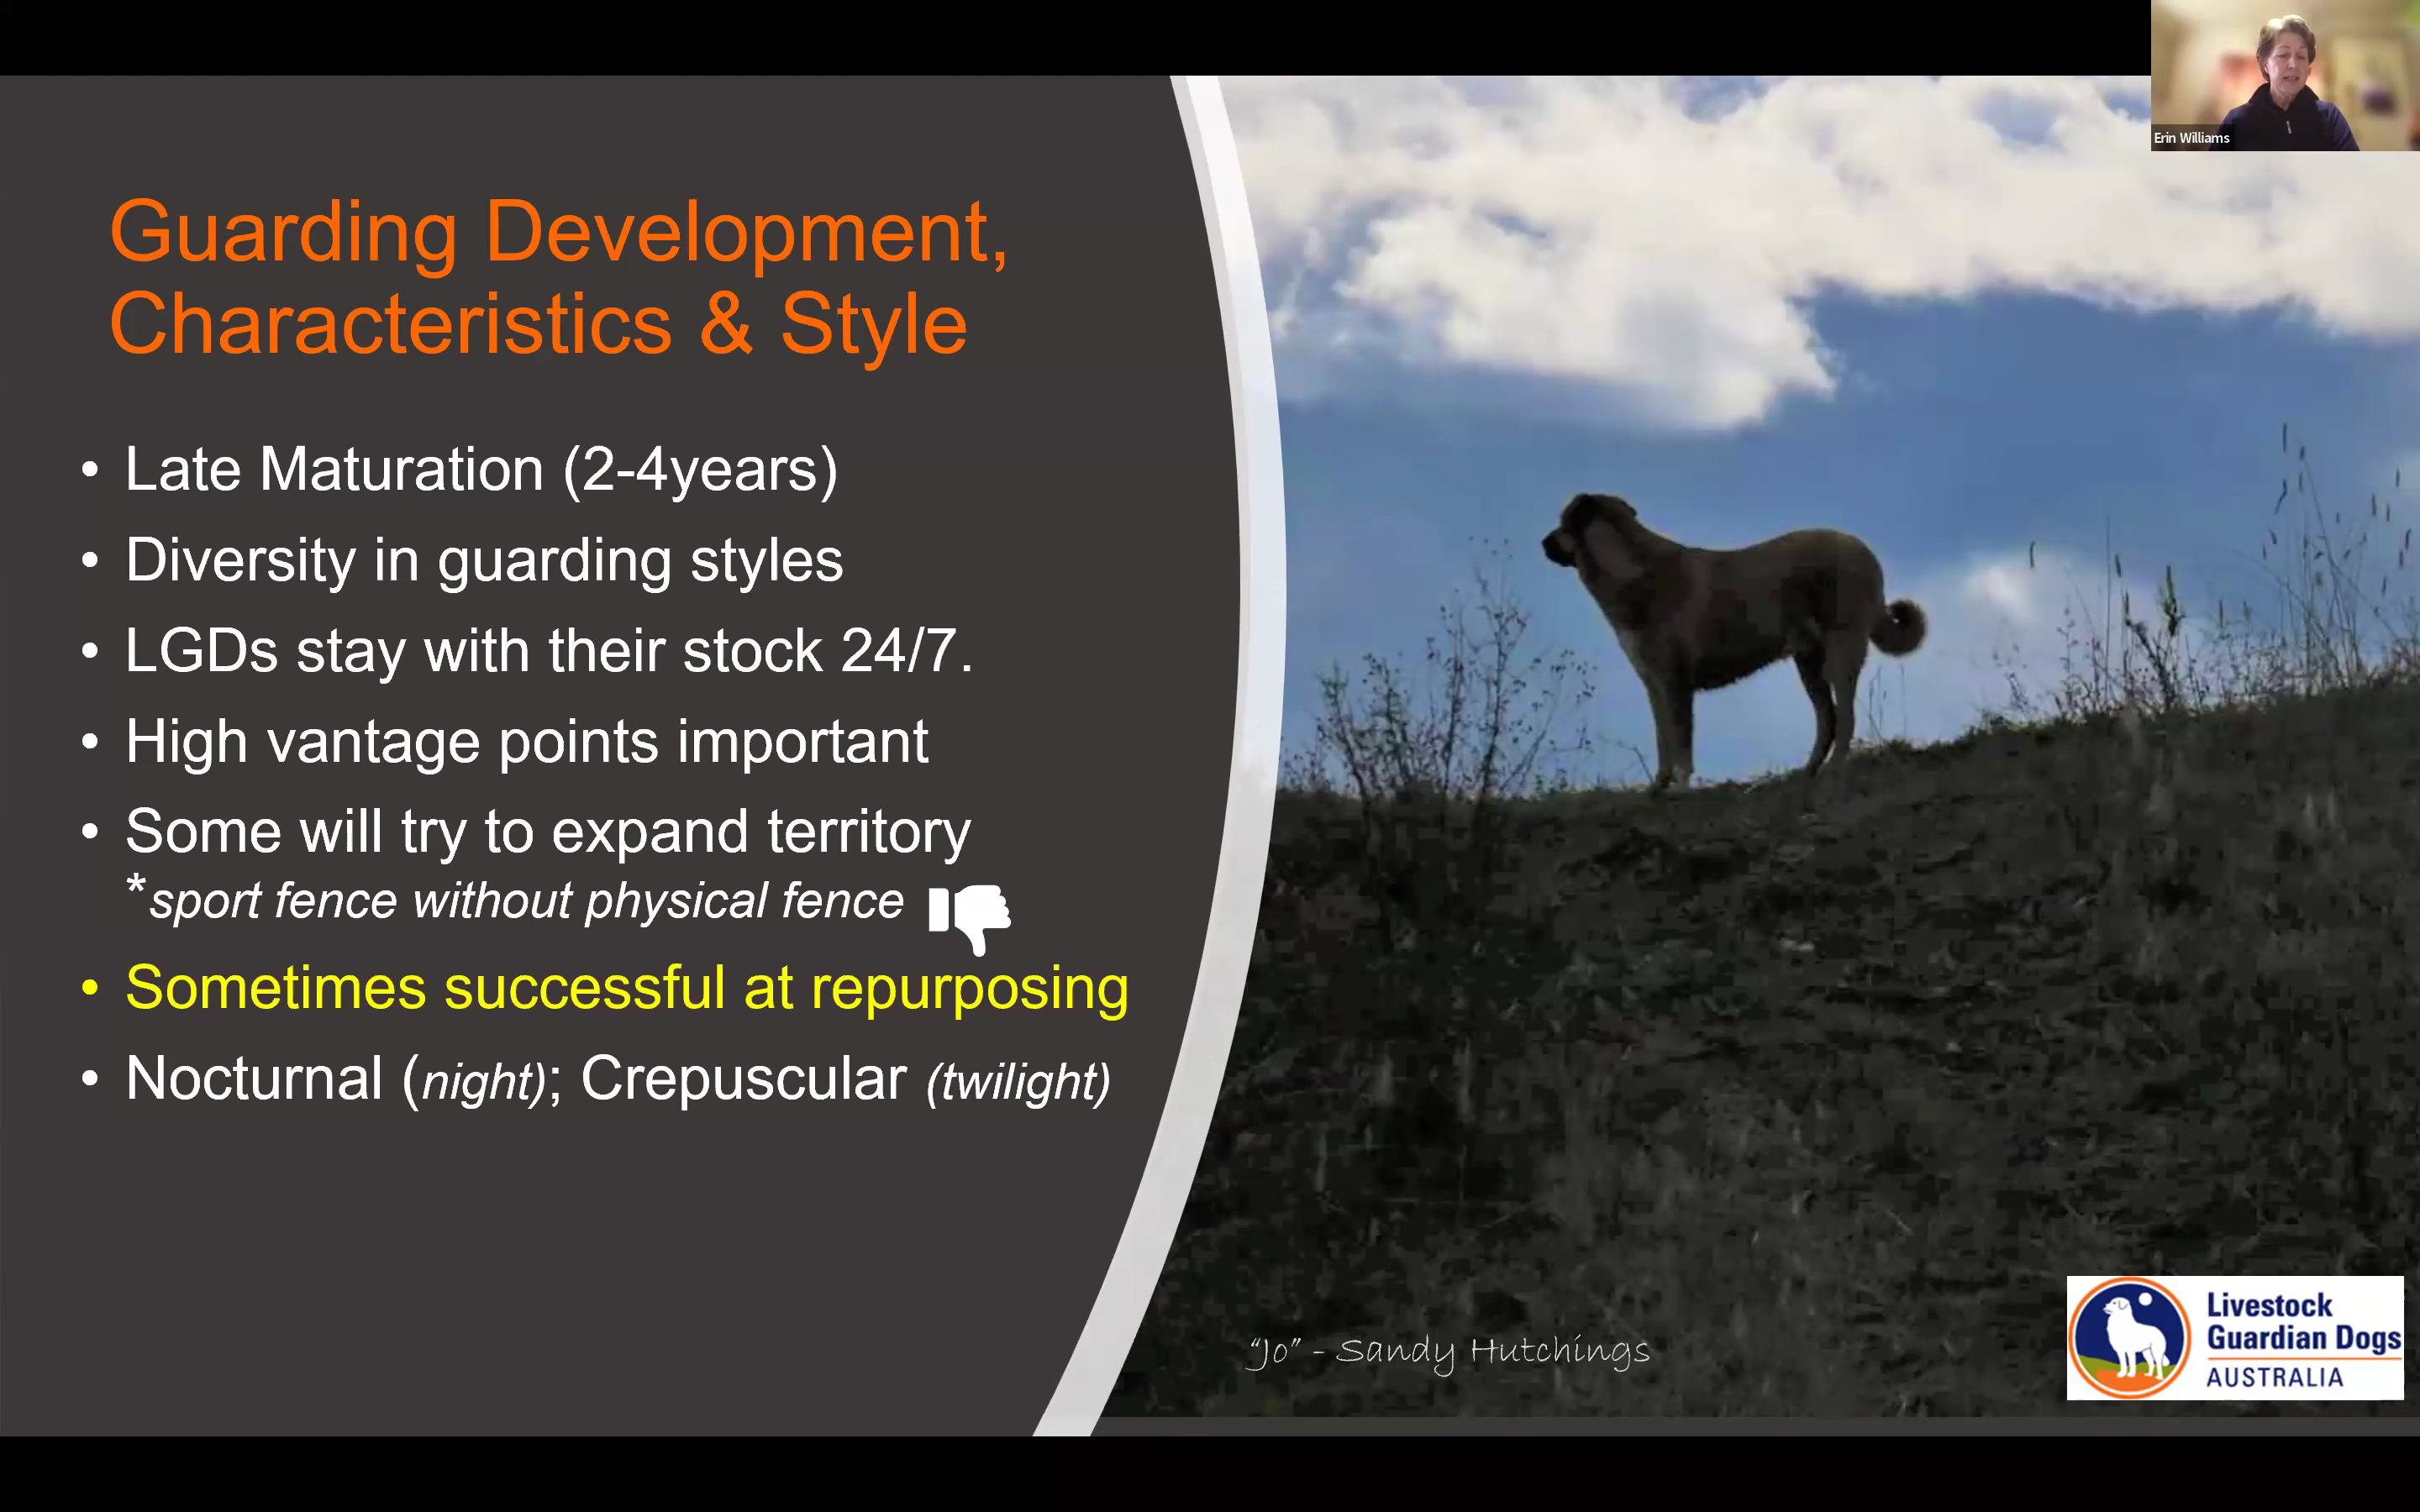 Erin Williams
Guarding Development,
Characteristics & Style
• Late Maturation (2-4years)
• Diversity in guarding styles
• LGDs stay with their stock 24/7.
• High vantage points important
• Some will try to expand territory
*sport fence without physical fence
• Sometimes successful at repurposing
• Nocturnal (night); Crepuscular (twilight)
"Jo" - Sandy Hutchings
Livestock
Guardian Dogs
AUSTRALIA